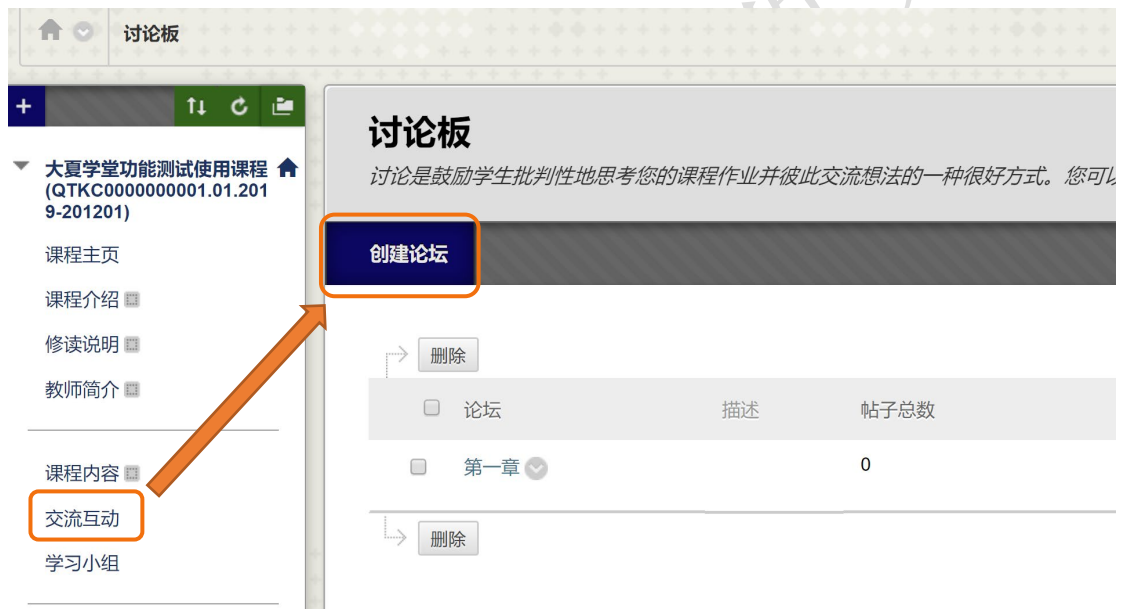 讨论板
大夏学堂功能测试使用课程
(QTKC0000000001.01.201
9-201201)
课程主页
课程介绍
修读说明
教师简介
课程内容
交流互动
学习小组
讨论板
讨论是鼓励学生批判性地思考您的课程作业并彼此交流想法的一种很好方式。您可以
创建论坛
删除
论坛 描述 帖子总数
第一章 0
删除